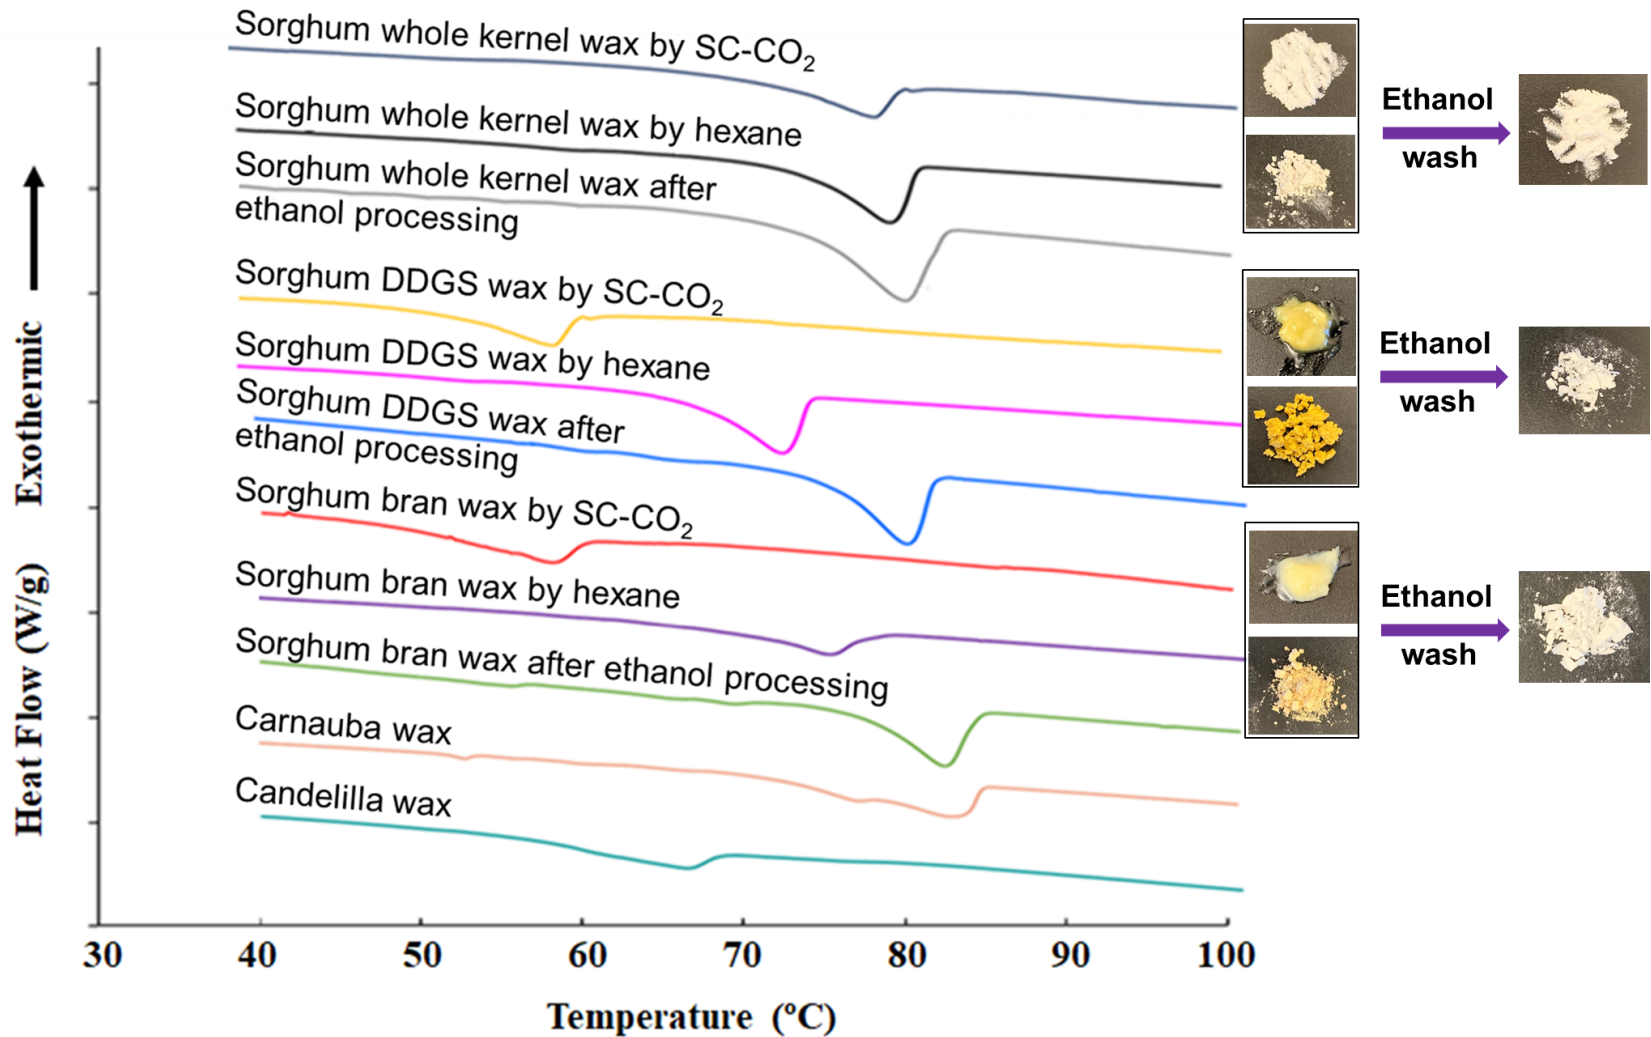 Sorghum whole kernel wax by SC-CO₂
Sorghum whole kernel wax by hexane
Sorghum whole kernel wax after
ethanol processing
Sorghum DDGS wax by SC-CO₂
Sorghum DDGS wax by hexane
Sorghum DDGS wax after
ethanol processing
Sorghum bran wax by SC-CO₂
Sorghum bran wax by hexane
Sorghum bran wax after ethanol processing
Carnauba wax
Candelilla wax
Heat Flow (W/g) Exothermic
30 40 50 60 70 80 90 100
Temperature (ºC)
Ethanol
wash
Ethanol
wash
Ethanol
wash